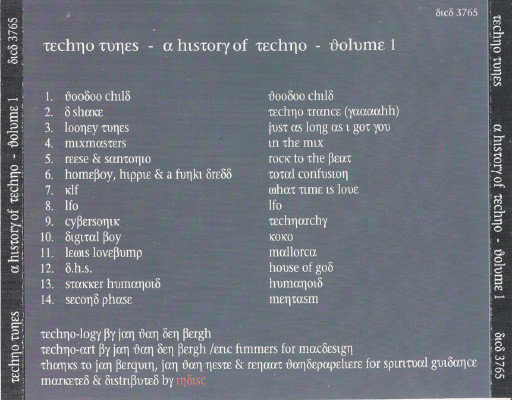 dicd 3765
techno tunes - a history of techno - volume 1
1. voodoo child voodoo child
2. d shake techno trance (yaaaahh)
3. looney tunes just as long as i got you
4. mixmasters in the mix
5. reese & santonio rock to the beat
6. homeboy, hippie & a funki dredd total confusion
7. klf what time is love
8. lfo lfo
9. cybersonik technarchy
10. digital boy koko
11. lewis lovebump mallorca
12. d.h.s. house of god
13. stakker humanoid humanoid
14. second phase mentasm
techno-logy by jan van den bergh
techno-art by jan van den bergh /eric fimmers for macdesign
thanks to jan berquin, jan van neste & renaat vandepapeliere for spiritual guidance
marketed & distributed by indisc
techno tunes a history of techno - volume 1 dicd 3765
techno tunes a history of techno - volume 1 dicd 3765